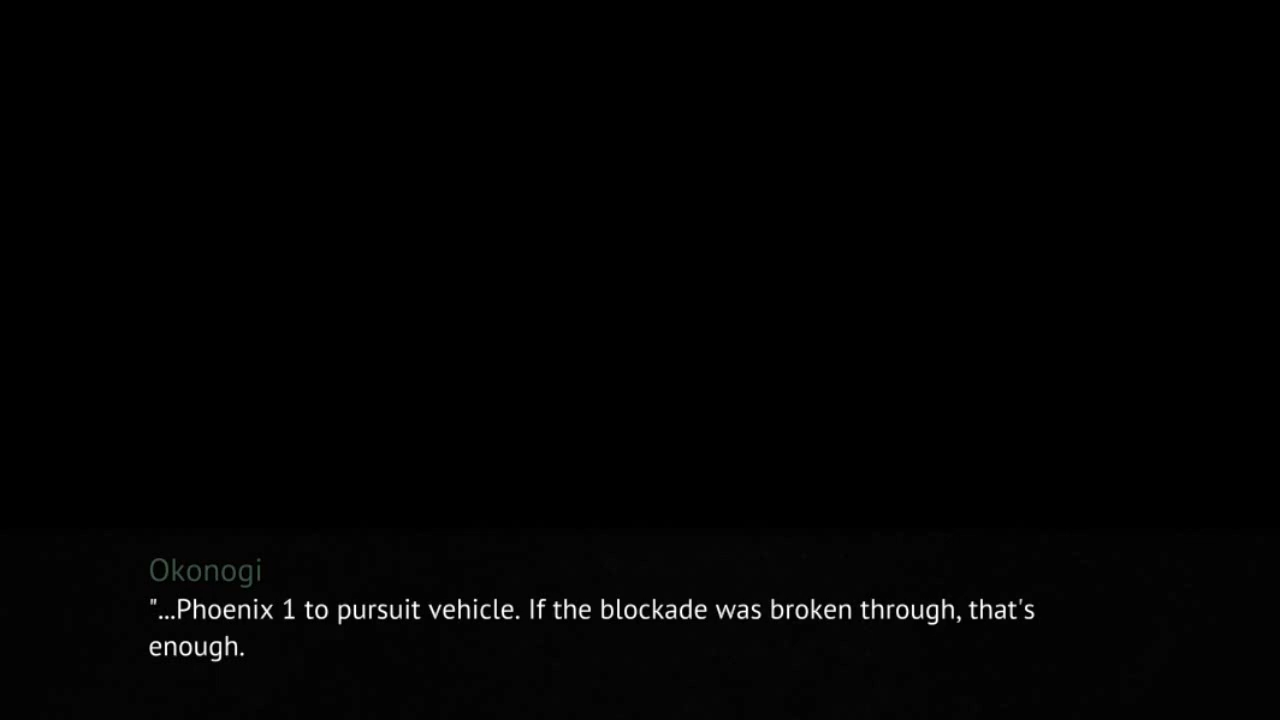 Okonogi
"...Phoenix 1 to pursuit vehicle. If the blockade was broken through, that's
enough.